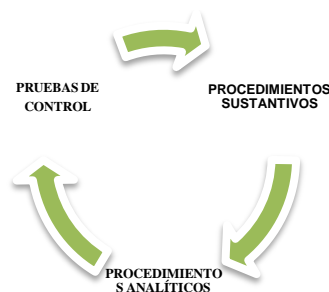 PRUEBAS DE
CONTROL
PROCEDIMIENTOS
SUSTANTIVOS
PROCEDIMIENTO
S ANALÍTICOS